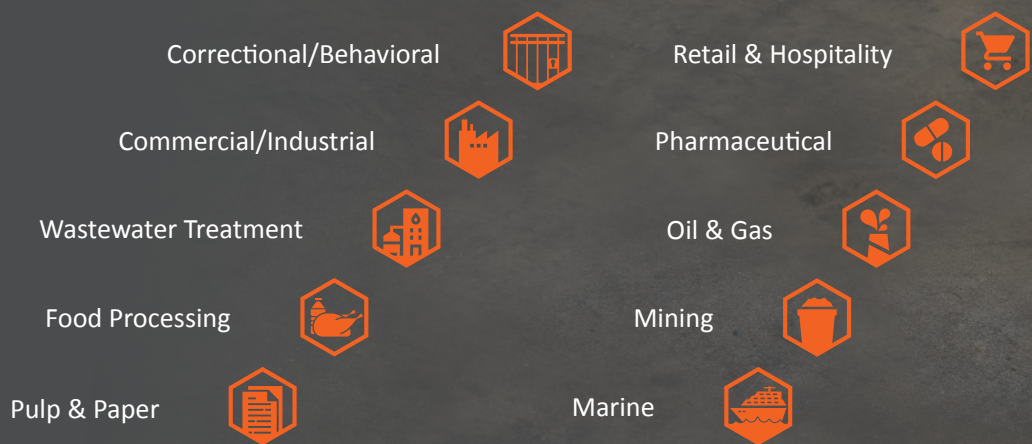 Correctional/Behavioral
Commercial/Industrial
Wastewater Treatment
Food Processing
Pulp & Paper
Retail & Hospitality
Pharmaceutical
Oil & Gas
Mining
Marine